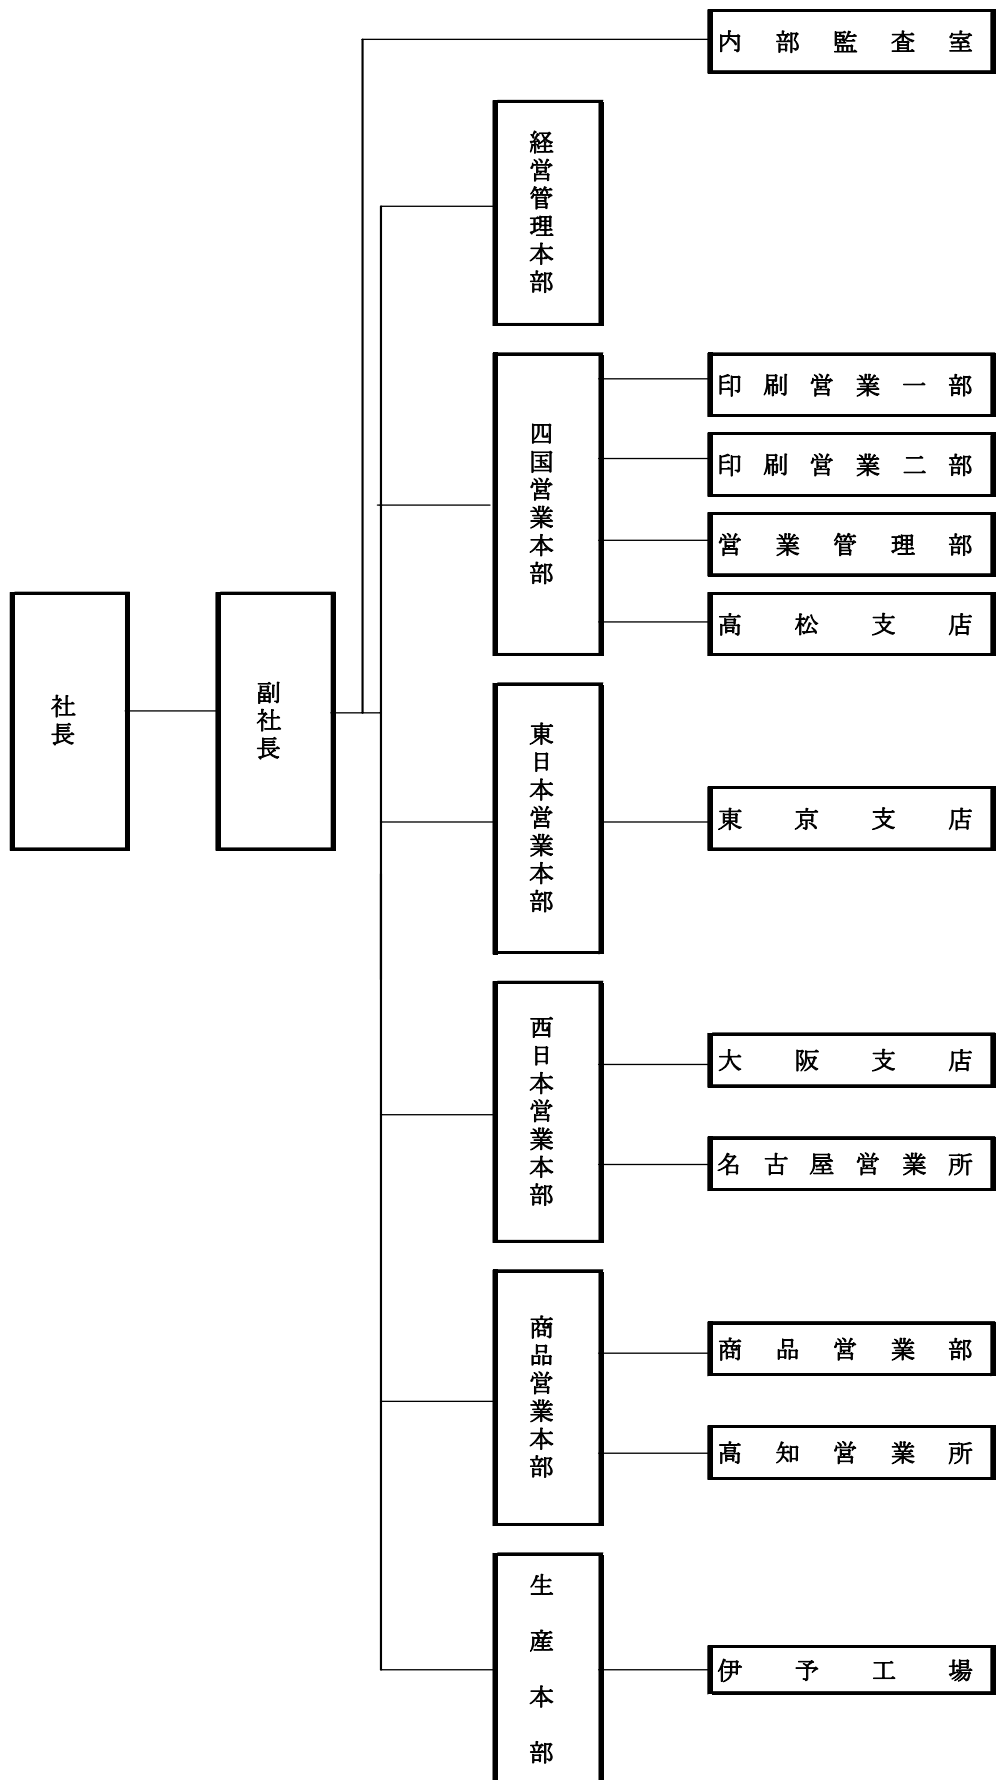 内部監査室
経営管理本部
四国営業本部
印刷営業一部
印刷営業二部
営業管理部
髙松支店
社長
副社長
東日本営業本部
東京支店
西日本営業本部
大阪支店
名古屋営業所
商品営業本部
商品営業部
髙知営業所
生産本部
伊予工場